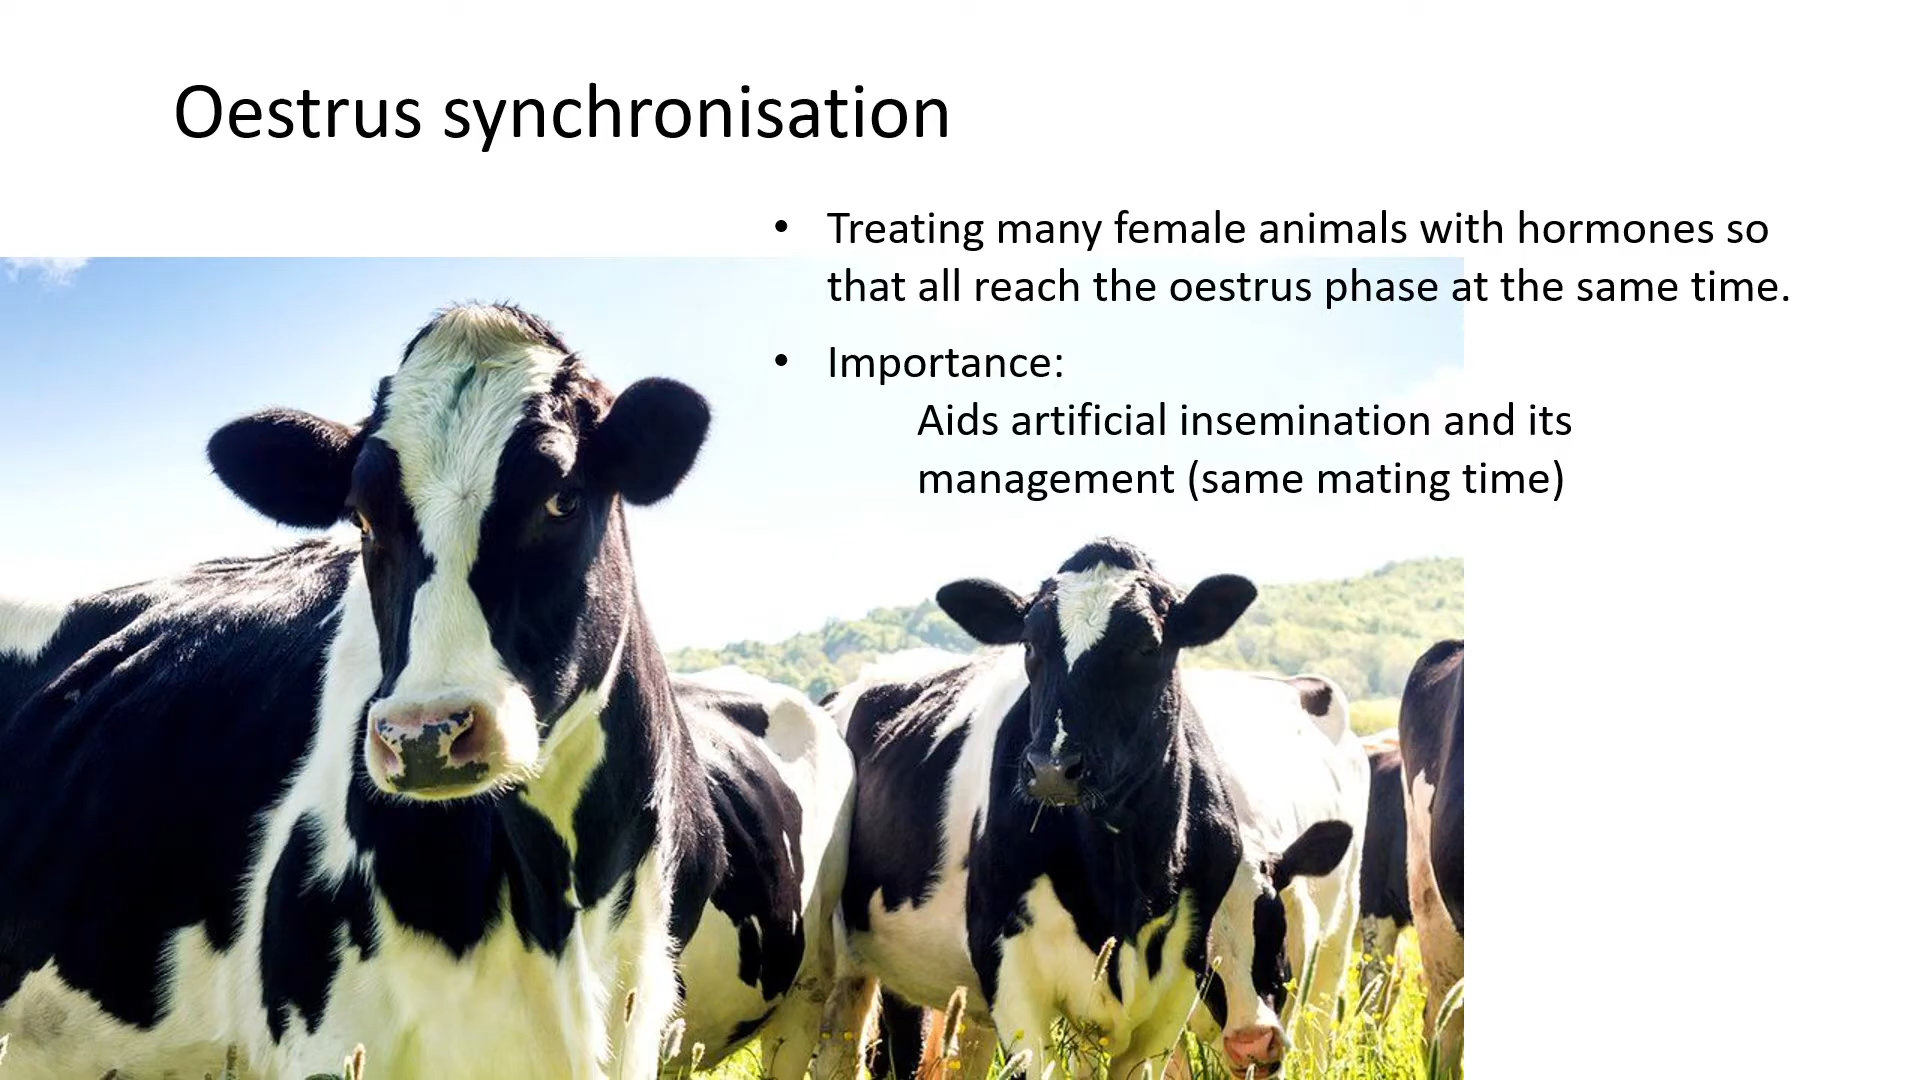 Oestrus synchronisation
• Treating many female animals with hormones so
that all reach the oestrus phase at the same time.
• Importance:
Aids artificial insemination and its
management (same mating time)